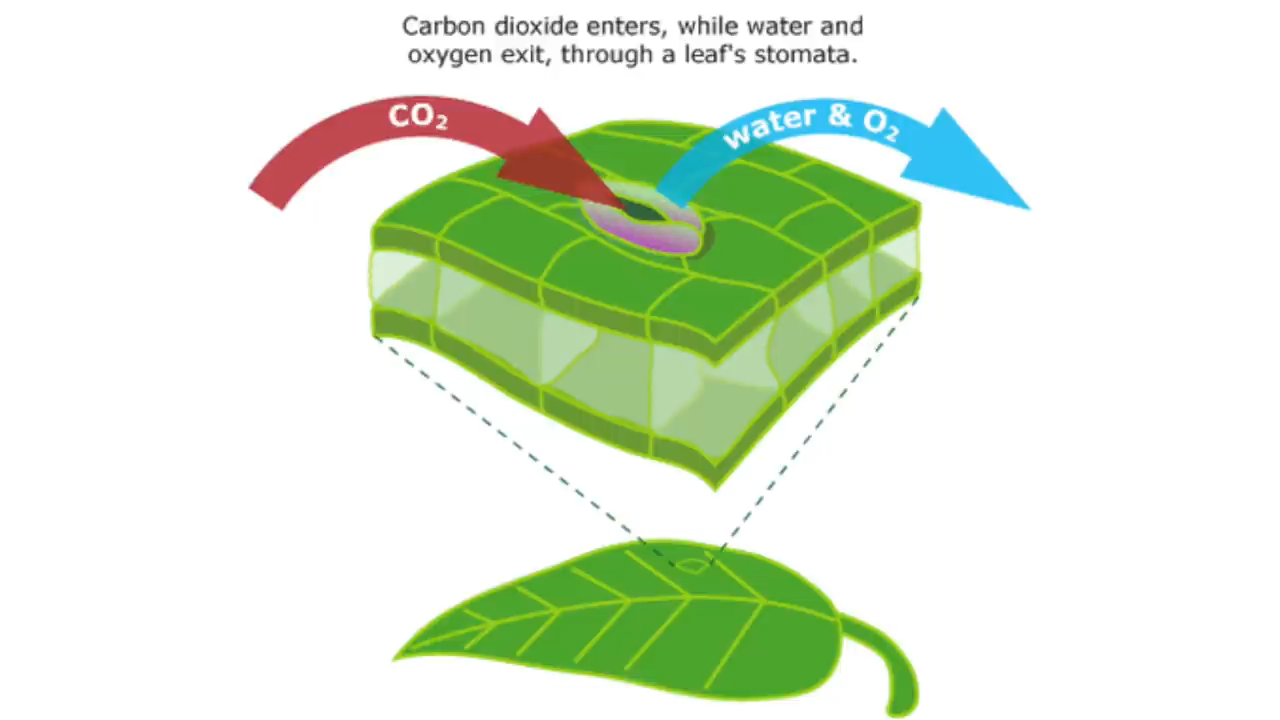 Carbon dioxide enters, while water and
oxygen exit, through a leaf's stomata.
CO₂
water & O₂